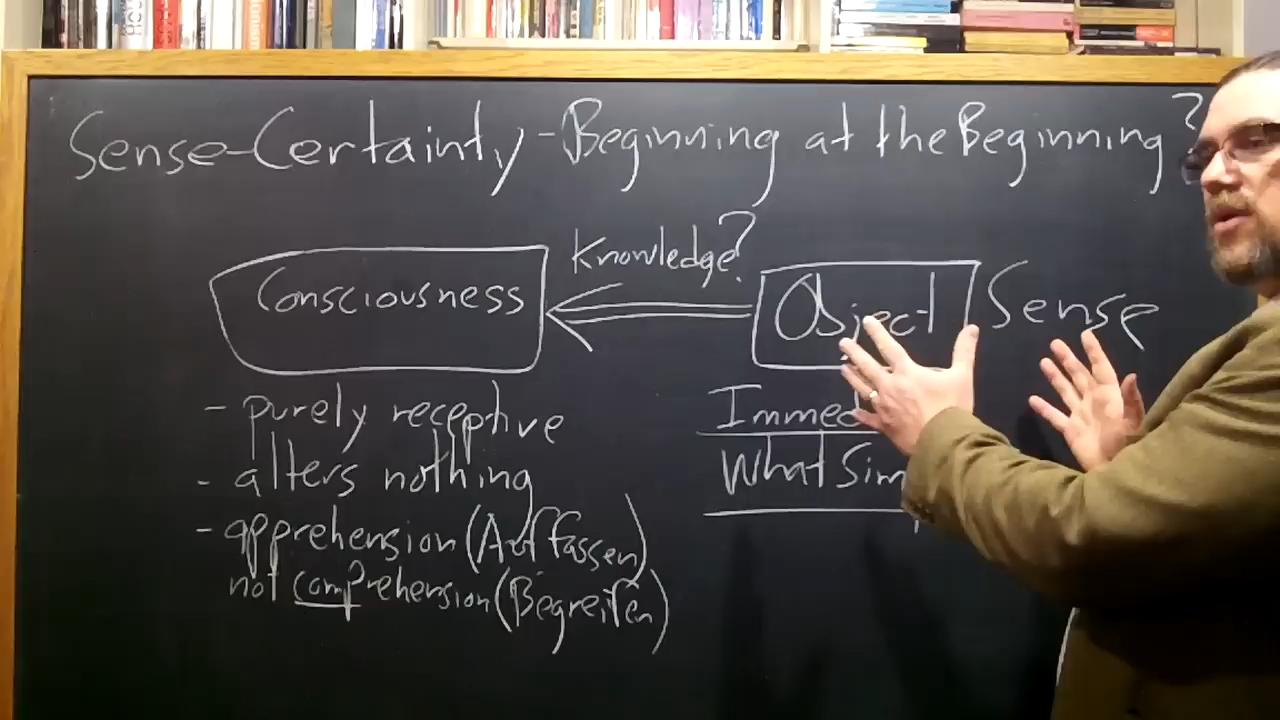 Sense-Certainty - Beginning at the Beginning?
Knowledge?
Consciousness
Object
Sense
- purely receptive
- alters nothing
- apprehension (Auffassen)
not comprehension (Begreifen)
What